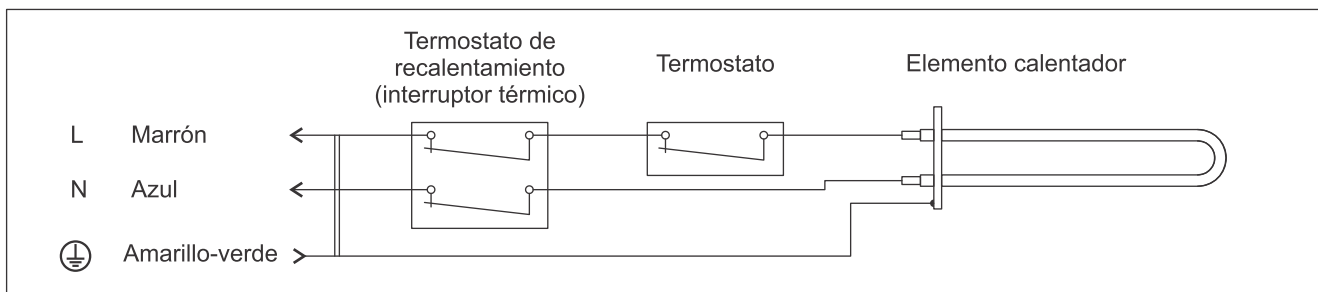 Termostato de
recalentamiento
(interruptor térmico)
Termostato
Elemento calentador
L Marrón
N Azul
Amarillo-verde